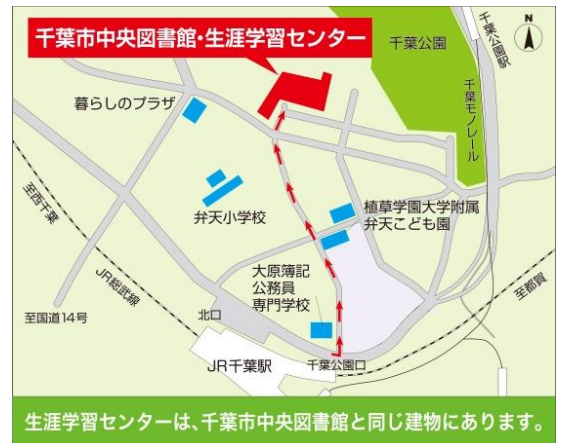 千葉市中央図書館・生涯学習センター
N
千葉公園
千葉公園駅
千葉モノレール
暮らしのプラザ
至西千葉
弁天小学校
植草学園大学附属
弁天こども園
JR総武線
大原簿記
公務員
専門学校
至都賀
至国道14号
北口
JR千葉駅
千葉公園口
生涯学習センターは、千葉市中央図書館と同じ建物にあります。